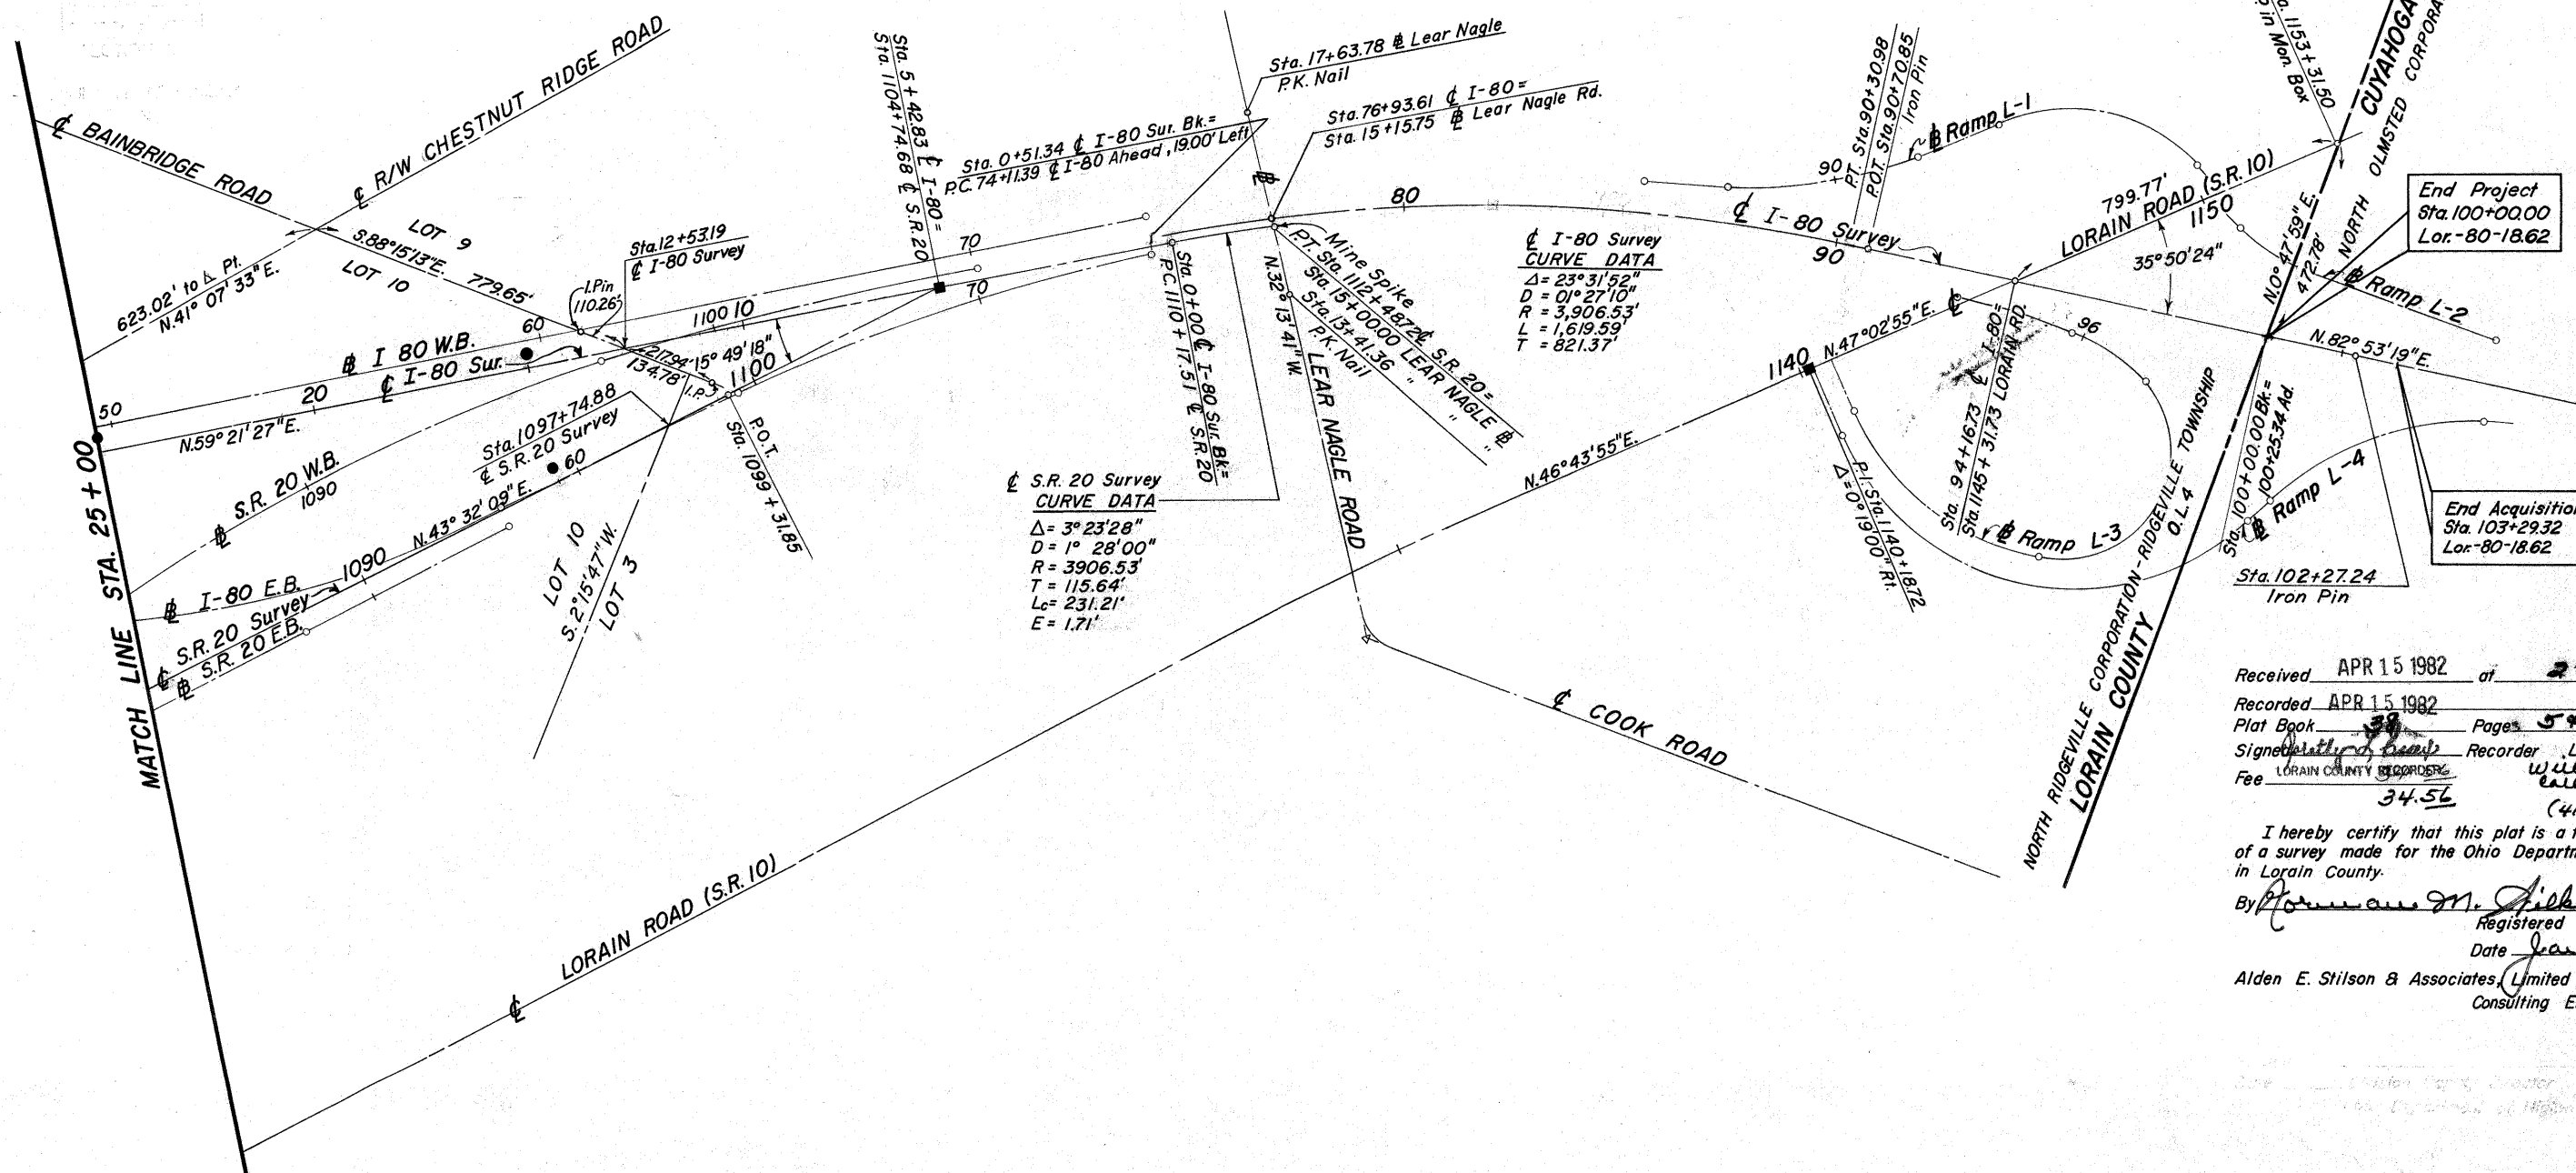 ℄ BAINBRIDGE ROAD
℄ R/W CHESTNUT RIDGE ROAD
LOT 9
S.88°15'13"E. 779.65'
LOT 10
623.02' to ⊾ Pt.
N.41° 07' 33"E.
I.Pin
110.26'
Sta.12+53.19
℄ I-80 Survey
Sta. 5+42.83 ℄ I-80=
Sta. 1104+74.68 ℄ S.R.20
Sta. 0+51.34 ℄ I-80 Sur. Bk.=
P.C. 74+11.39 ℄ I-80 Ahead, 19.00' Left
Sta. 17+63.78 ⅊ Lear Nagle
P.K. Nail
Sta. 76+93.61 ℄ I-80=
Sta. 15+15.75 ⅊ Lear Nagle Rd.
PT. Sta. 90+30.98
P.O.T. Sta. 90+70.85
Iron Pin
⅊ Ramp L-1
1153+31.50
in Mon. Box
CUYAHOGA
NORTH OLMSTED
799.77'
LORAIN ROAD (S.R. 10)
1150
N.0° 47' 59" E.
472.78'
End Project
Sta. 100+00.00
Lor.-80-18.62
35° 50' 24"
⅊ Ramp L-2
50
60
70
80
90
90
96
⅊ I 80 W.B.
℄ I-80 Sur.
20
1100 10
70
N.59° 21' 27"E.
217.94
15° 49' 18"
134.78'
I.P.
1100
P.O.T.
Sta. 1099+31.85
Sta.1097+74.88
℄ S.R. 20 Survey
60
⅊ S.R. 20 W.B.
1090
N.43° 32' 09"E.
⅊ I-80 E.B.
1090
℄ S.R. 20 Survey
⅊ S.R. 20 E.B.
MATCH LINE STA. 25+00
LOT 10
S.2°15'47"W.
LOT 3
Sta. 0+00 ℄ I-80 Sur. Bk=
P.C. 1110+17.51 ℄ S.R.20
Mine Spike
P.T. Sta. 1112+48.72 ℄ S.R. 20=
Sta. 15+00.00 LEAR NAGLE ⅊
Sta. 13+41.36 " "
P.K. Nail
N.32° 13' 41"W.
LEAR NAGLE ROAD
℄ S.R. 20 Survey
CURVE DATA
Δ= 3° 23'28"
D = 1° 28'00"
R = 3906.53'
T = 115.64'
Lc= 231.21'
E = 1.71'
℄ I-80 Survey
CURVE DATA
Δ= 23° 31' 52"
D = 01° 27' 10"
R = 3,906.53'
L = 1,619.59'
T = 821.37'
℄ I-80 Survey
N.46°43'55"E.
1140
N.47°02'55"E.
℄
P.I. Sta. 1140+18.72
Δ=0° 19'00" Rt.
Sta. 94+16.73 ℄ I-80=
Sta. 1145+31.73 LORAIN RD.
⅊ Ramp L-3
NORTH RIDGEVILLE CORPORATION-RIDGEVILLE TOWNSHIP
O.L. 4
LORAIN COUNTY
N. 82° 53' 19"E.
Sta. 100+00.00 Bk.=
100+25.34 Ad.
⅊ Ramp L-4
End Acquisition
Sta. 103+29.32
Lor.-80-18.62
Sta. 102+27.24
Iron Pin
℄ COOK ROAD
℄ LORAIN ROAD (S.R. 10)
Received APR 15 1982 at
Recorded APR 15 1982
Plat Book Pages
Signed Recorder
Fee LORAIN COUNTY RECORDER
34.56
I hereby certify that this plat is a
of a survey made for the Ohio
in Lorain County.
By Norman M.
Registered
Date
Alden E. Stilson & Associates, Limited
Consulting